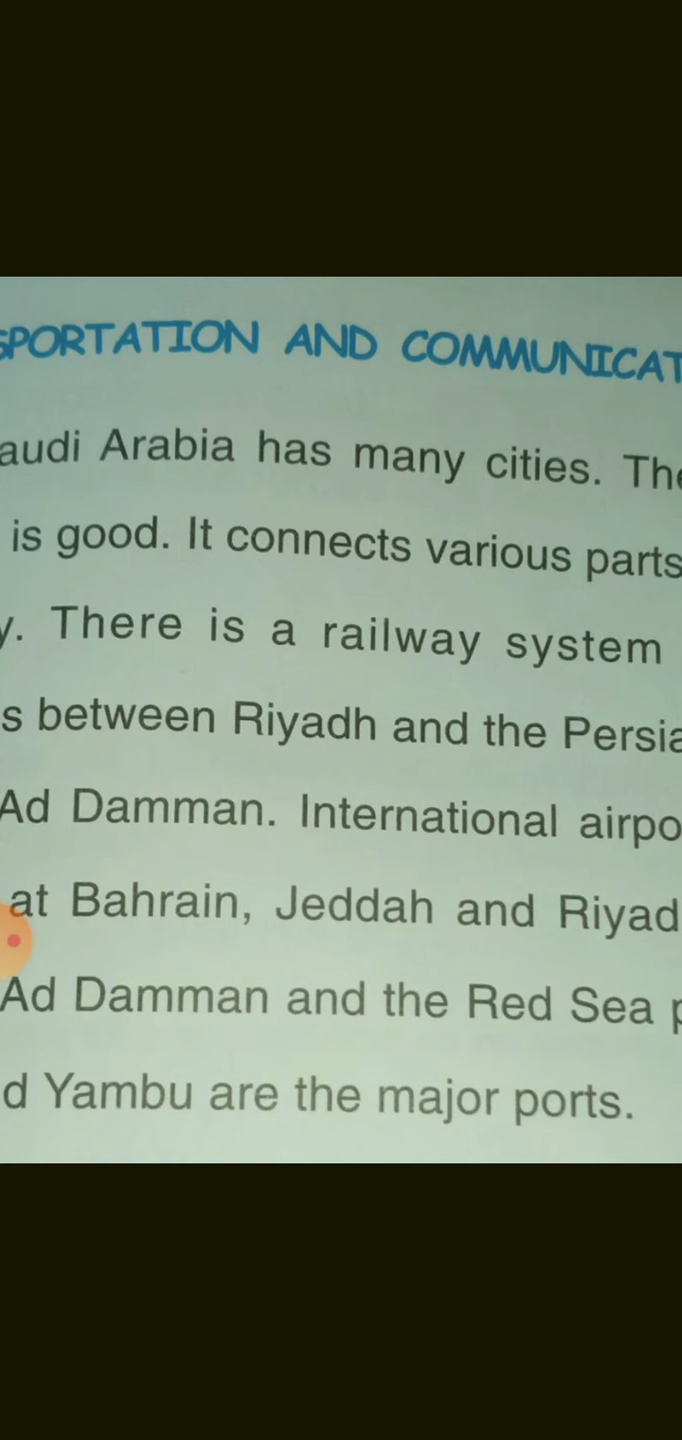 SPORTATION AND COMMUNICAT
audi Arabia has many cities. The
is good. It connects various parts
y. There is a railway system
s between Riyadh and the Persia
Ad Damman. International airpo
at Bahrain, Jeddah and Riyad
Ad Damman and the Red Sea p
d Yambu are the major ports.